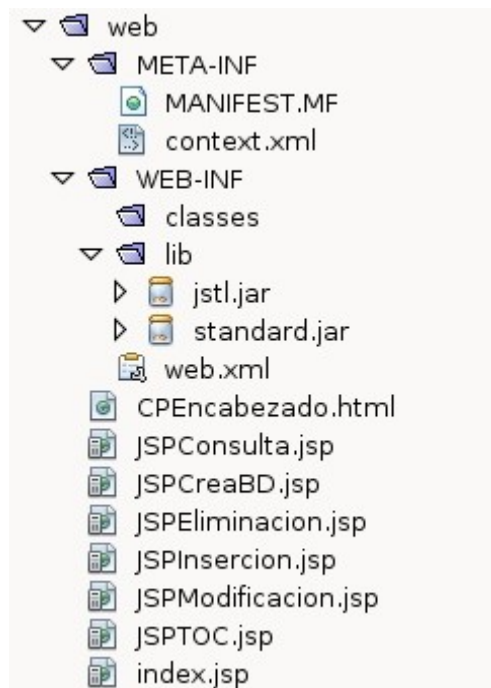 web
META-INF
MANIFEST.MF
context.xml
WEB-INF
classes
lib
jstl.jar
standard.jar
web.xml
CPEncabezado.html
JSPConsulta.jsp
JSPCreaBD.jsp
JSPEliminacion.jsp
JSPInsercion.jsp
JSPModificacion.jsp
JSPTOC.jsp
index.jsp